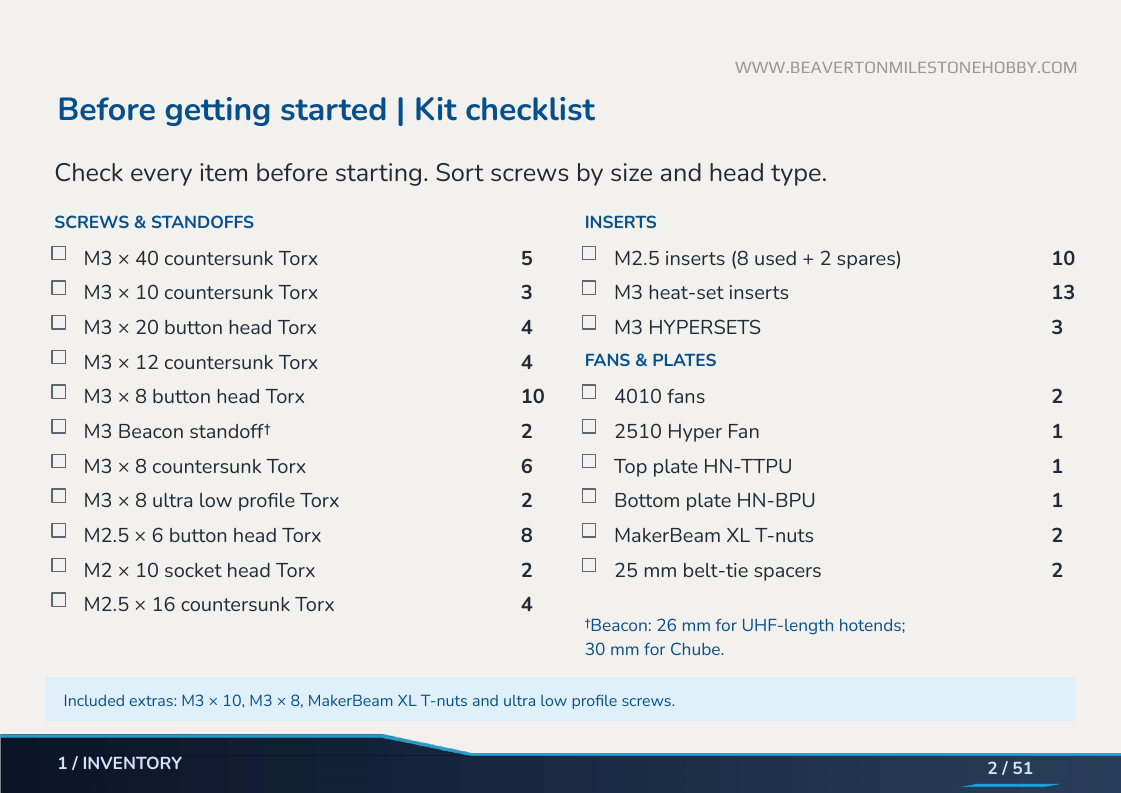 WWW.BEAVERTONMILESTONEHOBBY.COM
Before getting started | Kit checklist
Check every item before starting. Sort screws by size and head type.
SCREWS & STANDOFFS
☐ M3 × 40 countersunk Torx 5
☐ M3 × 10 countersunk Torx 3
☐ M3 × 20 button head Torx 4
☐ M3 × 12 countersunk Torx 4
☐ M3 × 8 button head Torx 10
☐ M3 Beacon standoff† 2
☐ M3 × 8 countersunk Torx 6
☐ M3 × 8 ultra low profile Torx 2
☐ M2.5 × 6 button head Torx 8
☐ M2 × 10 socket head Torx 2
☐ M2.5 × 16 countersunk Torx 4
INSERTS
☐ M2.5 inserts (8 used + 2 spares) 10
☐ M3 heat-set inserts 13
☐ M3 HYPERSETS 3
FANS & PLATES
☐ 4010 fans 2
☐ 2510 Hyper Fan 1
☐ Top plate HN-TTPU 1
☐ Bottom plate HN-BPU 1
☐ MakerBeam XL T-nuts 2
☐ 25 mm belt-tie spacers 2
†Beacon: 26 mm for UHF-length hotends;
30 mm for Chube.
Included extras: M3 × 10, M3 × 8, MakerBeam XL T-nuts and ultra low profile screws.
1 / INVENTORY
2 / 51